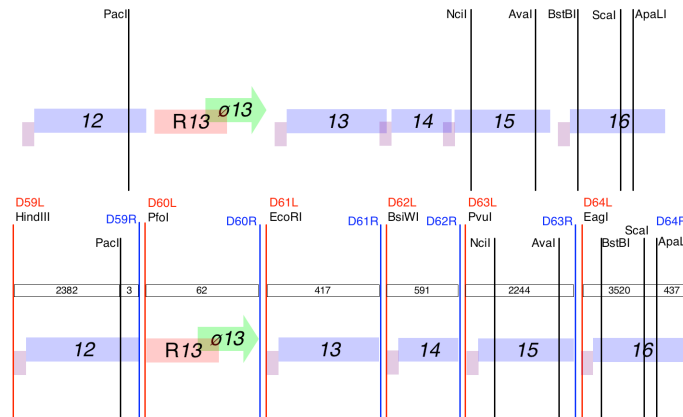 PacI NciI AvaI BstBI ScaI ApaLI
12 R13 ø13 13 14 15 16
D59L D60L D61L D62L D63L D64L
HindIII D59R PfoI D60R EcoRI D61R BsiWI D62R PvuI D63R EagI D64R
ScaI
PacI NciI AvaI BstBI ApaL
2382 3 62 417 591 2244 3520 437
12 R13 ø13 13 14 15 16